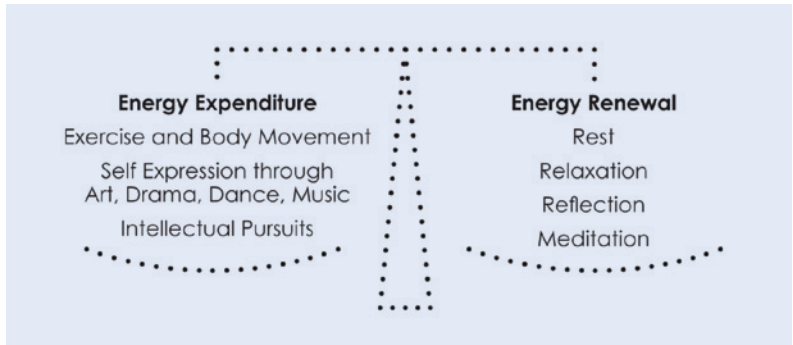 Energy Expenditure
Exercise and Body Movement
Self Expression through
Art, Drama, Dance, Music
Intellectual Pursuits
Energy Renewal
Rest
Relaxation
Reflection
Meditation